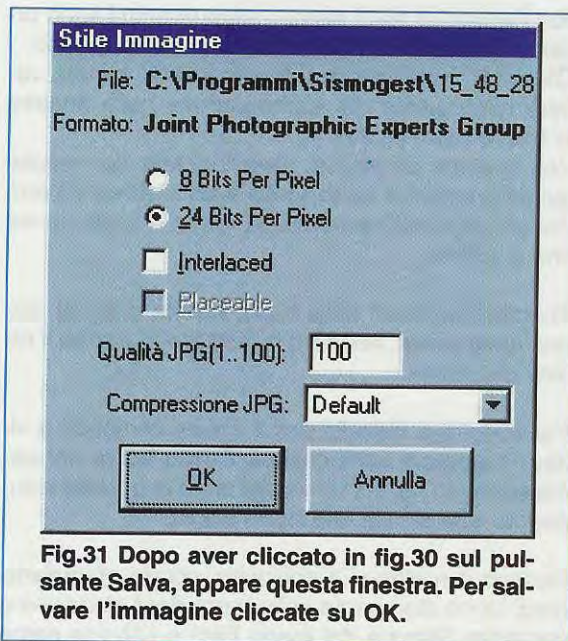 Stile Immagine
File: C:\Programmi\Sismogest\15_48_28
Formato: Joint Photographic Experts Group
8 Bits Per Pixel
24 Bits Per Pixel
Interlaced
Placeable
Qualità JPG(1..100): 100
Compressione JPG: Default
OK Annulla
Fig.31 Dopo aver cliccato in fig.30 sul pul-
sante Salva, appare questa finestra. Per sal-
vare l'immagine cliccate su OK.